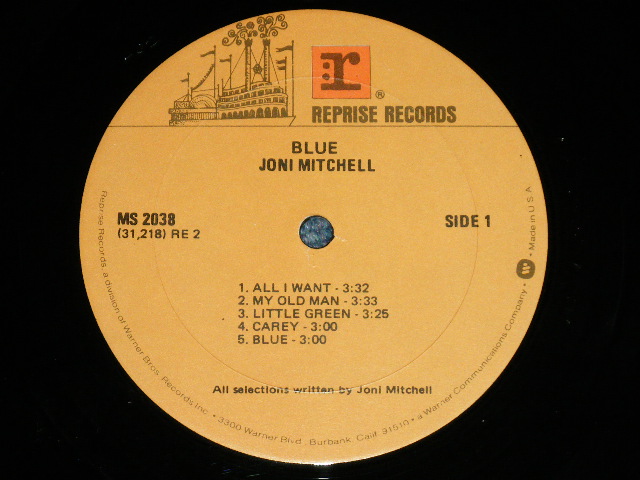 r
®
REPRISE RECORDS
BLUE
JONI MITCHELL
MS 2038
(31,218) RE 2
SIDE 1
1. ALL I WANT - 3:32
2. MY OLD MAN - 3:33
3. LITTLE GREEN - 3:25
4. CAREY - 3:00
5. BLUE - 3:00
All selections written by Joni Mitchell
Reprise Records, a division of Warner Bros. Records Inc. • 3300 Warner Blvd., Burbank, Calif. 91510 • a Warner Communications Company • W • Made in U.S.A.